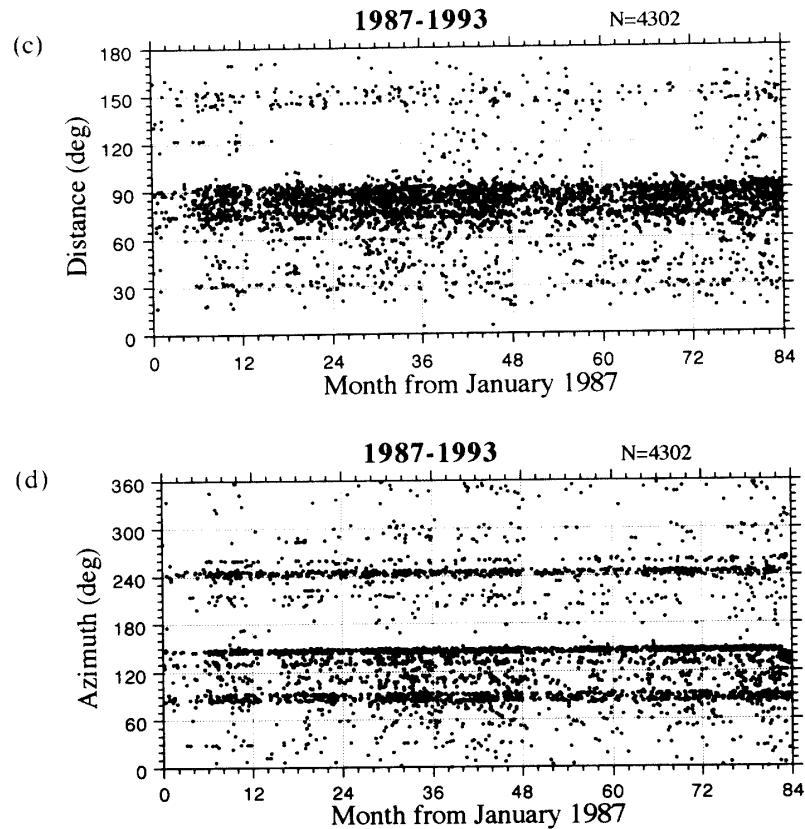 (c)
1987-1993 N=4302
180
150
120
90
60
30
0
Distance (deg)
0 12 24 36 48 60 72 84
Month from January 1987
(d)
1987-1993 N=4302
360
300
240
180
120
60
0
Azimuth (deg)
0 12 24 36 48 60 72 84
Month from January 1987